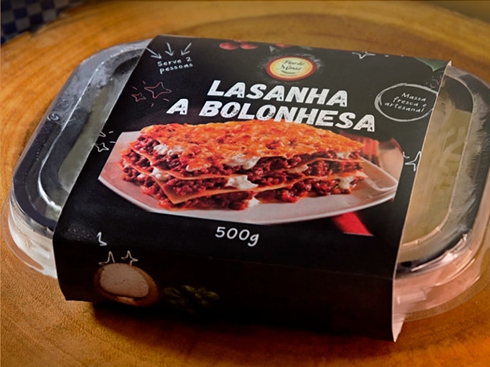 Serve 2
pessoas
LASANHA
A BOLONHESA
Massa
fresca e
artesanal
500g